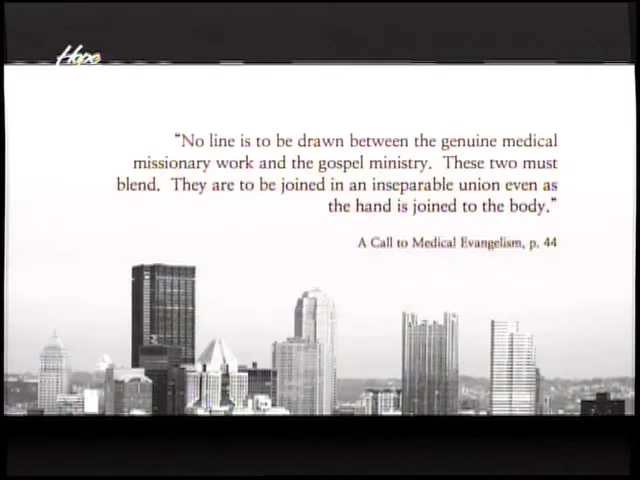 Hope
“No line is to be drawn between the genuine medical
missionary work and the gospel ministry.  These two must
blend.  They are to be joined in an inseparable union even as
the hand is joined to the body.”
A Call to Medical Evangelism, p. 44